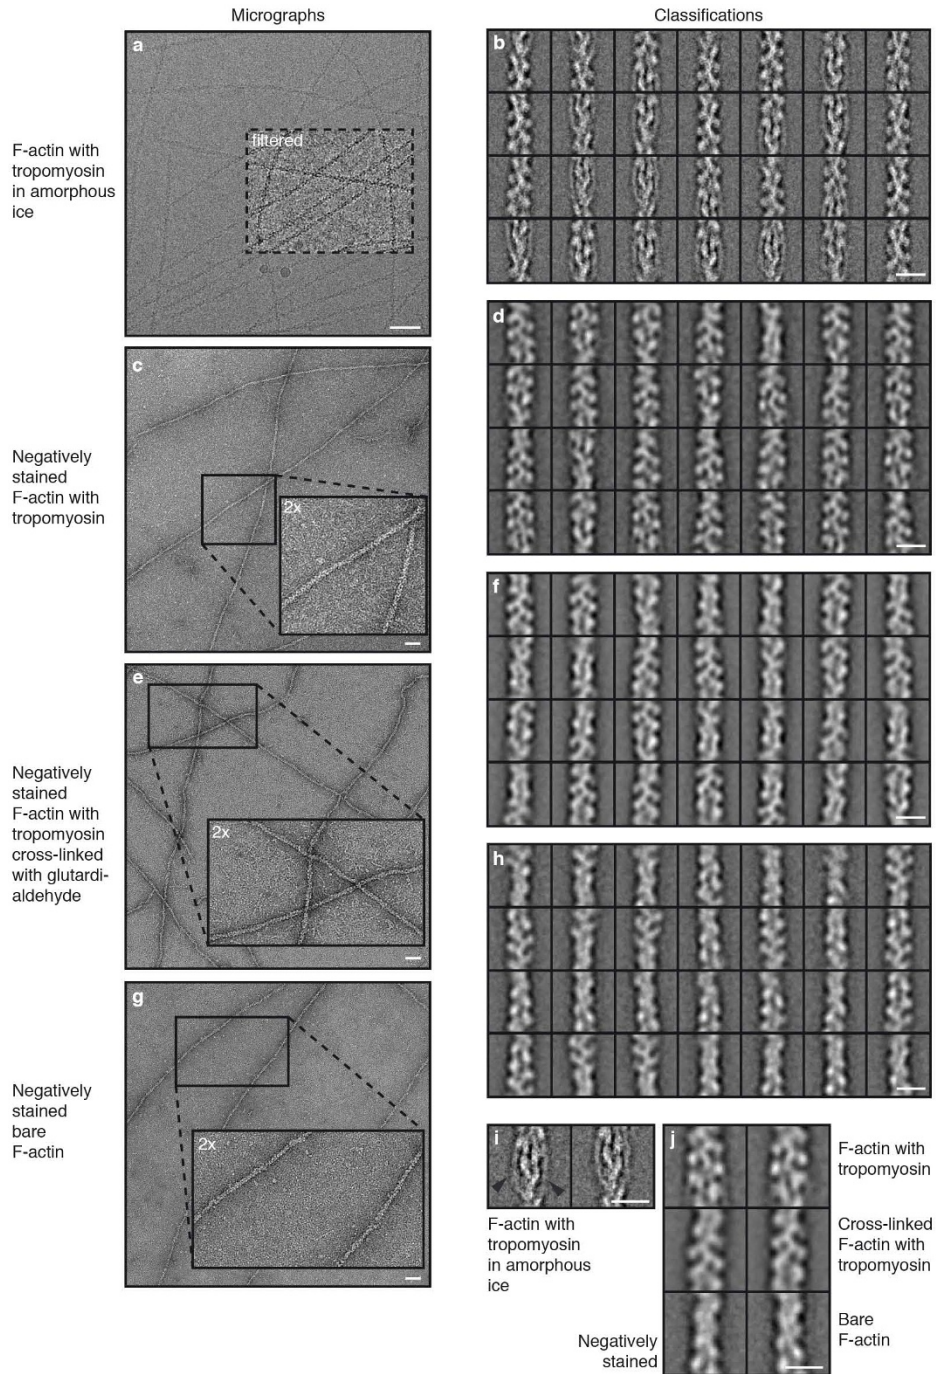 Micrographs
Classifications
a
filtered
F-actin with
tropomyosin
in amorphous
ice
b
c
2x
Negatively
stained
F-actin with
tropomyosin
d
e
2x
Negatively
stained
F-actin with
tropomyosin
cross-linked
with glutardi-
aldehyde
f
g
2x
Negatively
stained
bare
F-actin
h
i
F-actin with
tropomyosin
in amorphous
ice
j
F-actin with
tropomyosin
Cross-linked
F-actin with
tropomyosin
Bare
F-actin
Negatively
stained